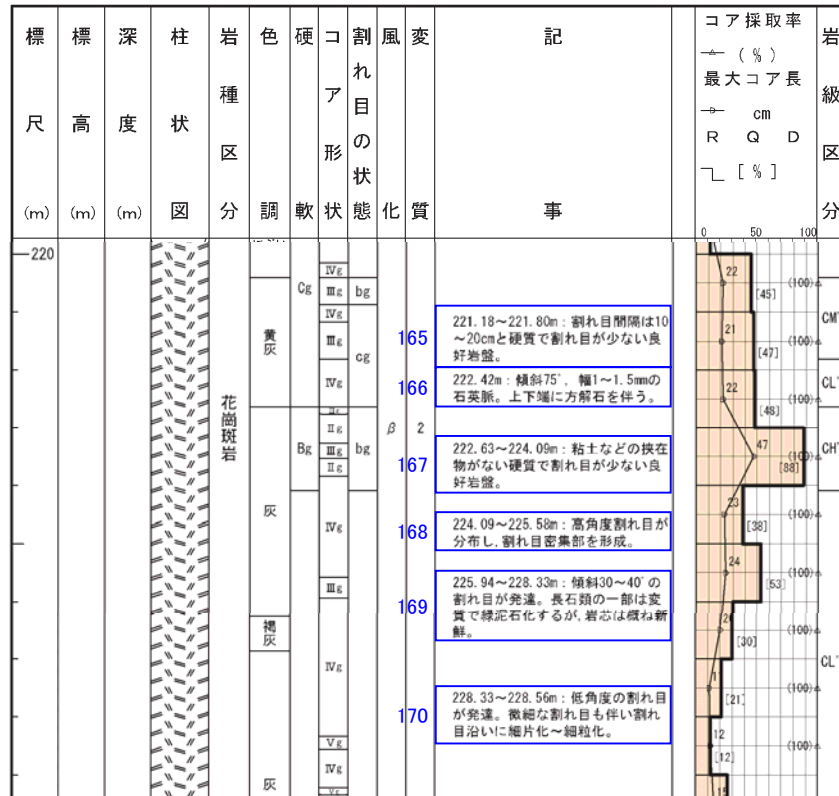 標尺(m)
標高(m)
深度(m)
柱状図
岩種区分
色調
硬軟
コア形状
割れ目の状態
風化
変質
記事
コア採取率
(%)
最大コア長
cm
RQD
[%]
岩級区分
0 50 100
220
花崗斑岩
黄灰
灰
褐灰
灰
Cg
Bg
Ⅳg
Ⅲg
Ⅳg
Ⅲg
Ⅳg
Ⅱg
Ⅲg
Ⅱg
Ⅳg
Ⅲg
Ⅳg
Ⅴg
Ⅳg
bg
cg
bg
β
2
165
221.18~221.80m:割れ目間隔は10
~20cmと硬質で割れ目が少ない良
好岩盤。
166
222.42m:傾斜75°,幅1~1.5mmの
石英脈。上下端に方解石を伴う。
167
222.63~224.09m:粘土などの挟在
物がない硬質で割れ目が少ない良
好岩盤。
168
224.09~225.58m:高角度割れ目が
分布し,割れ目密集部を形成。
169
225.94~228.33m:傾斜30~40°の
割れ目が発達。長石類の一部は変
質で緑泥石化するが,岩芯は概ね新
鮮。
170
228.33~228.56m:低角度の割れ目
が発達。微細な割れ目も伴い割れ
目沿いに細片化~細粒化。
22 (100)
[45]
21 (100)
[47]
22 (100)
[48]
47 (100)
[88]
23 (100)
[38]
24 (100)
[53]
(100)
[30]
(100)
[21]
12 (100)
[12]
15
CM'
CL'
CH'
CL'